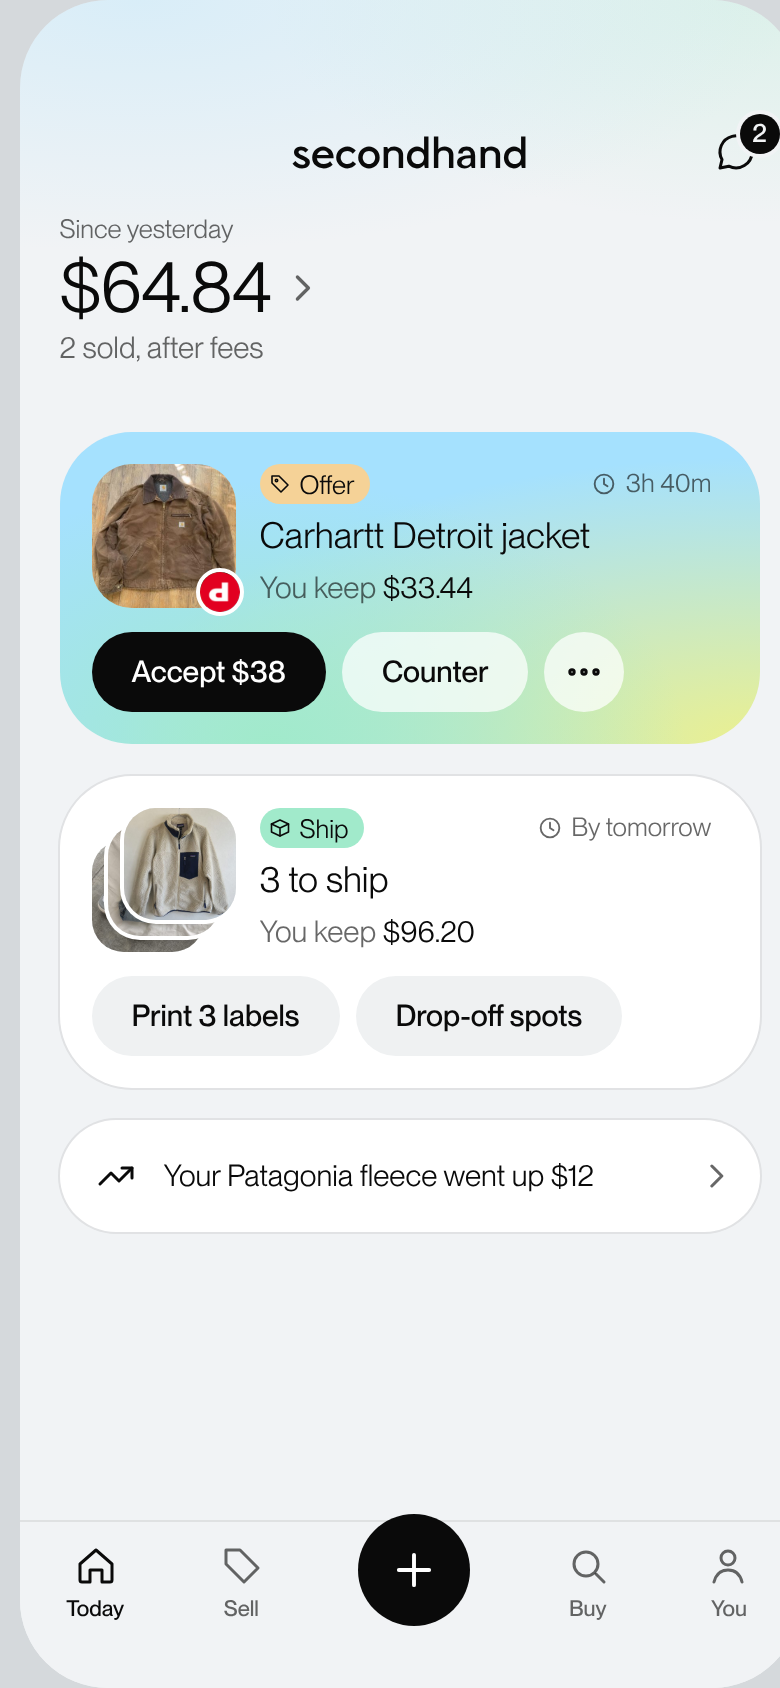 secondhand
2
Since yesterday
$64.84
2 sold, after fees
Offer
3h 40m
Carhartt Detroit jacket
You keep $33.44
Accept $38
Counter
Ship
By tomorrow
3 to ship
You keep $96.20
Print 3 labels
Drop-off spots
Your Patagonia fleece went up $12
Today
Sell
Buy
You